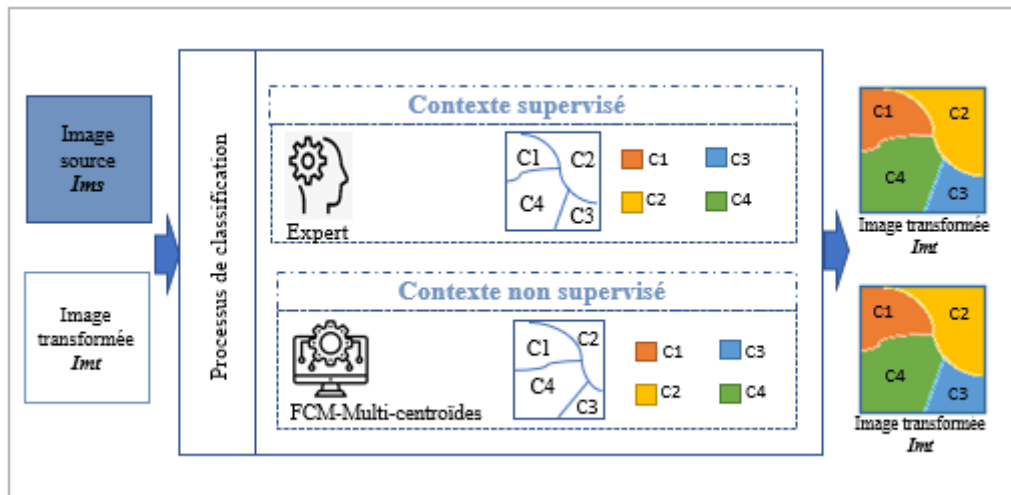 Image
source
Ims
Image
transformée
Imt
Processus de classification
Contexte supervisé
Expert
C1
C2
C4
C3
C1
C3
C2
C4
Contexte non supervisé
FCM-Multi-centroïdes
C1
C2
C4
C3
C1
C3
C2
C4
C1
C2
C4
C3
Image transformée
Imt
C1
C2
C4
C3
Image transformée
Imt